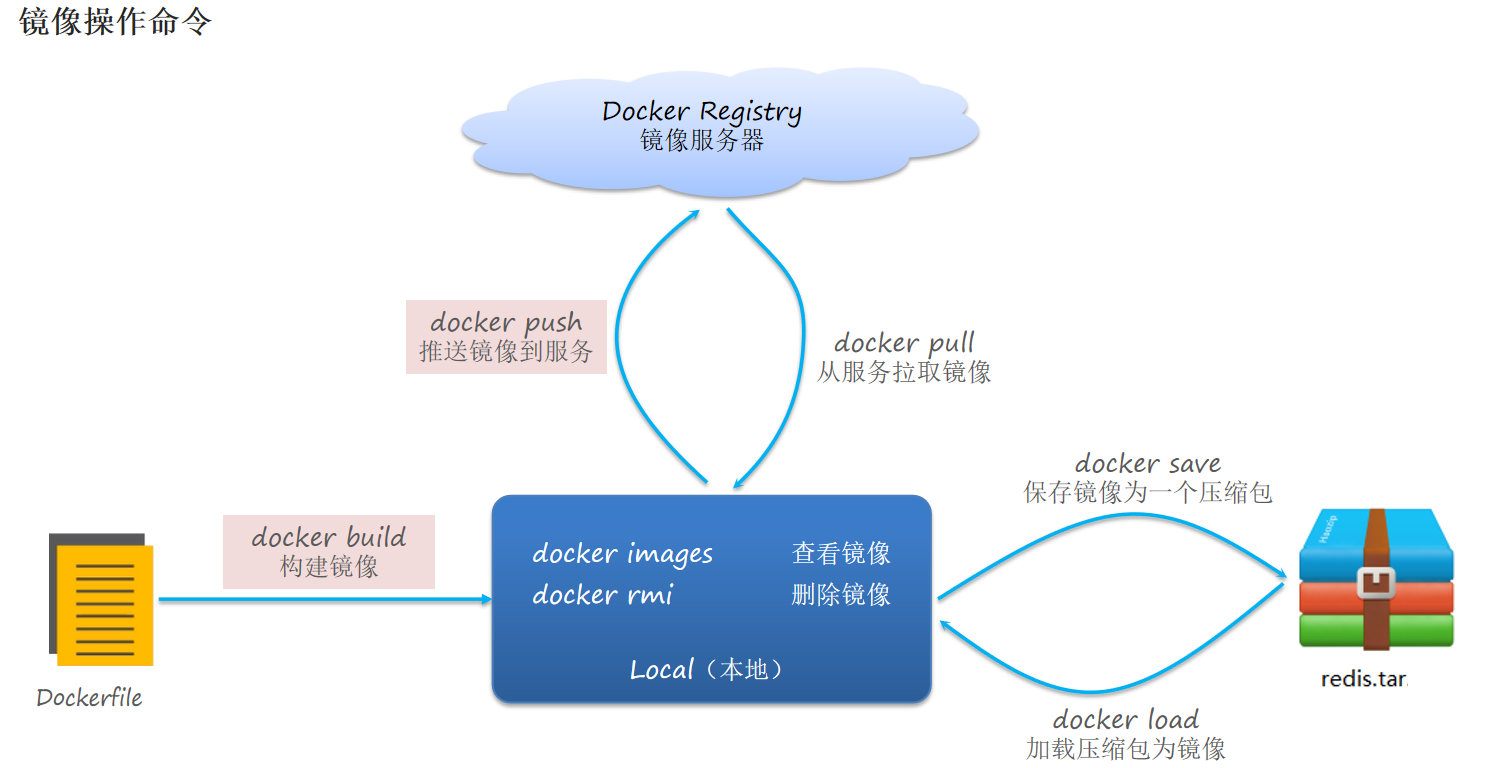 镜像操作命令
Docker Registry
镜像服务器
docker push
推送镜像到服务
docker pull
从服务拉取镜像
docker save
保存镜像为一个压缩包
docker build
构建镜像
docker images 查看镜像
docker rmi 删除镜像
Local（本地）
Haozip
Dockerfile
redis.tar
docker load
加载压缩包为镜像